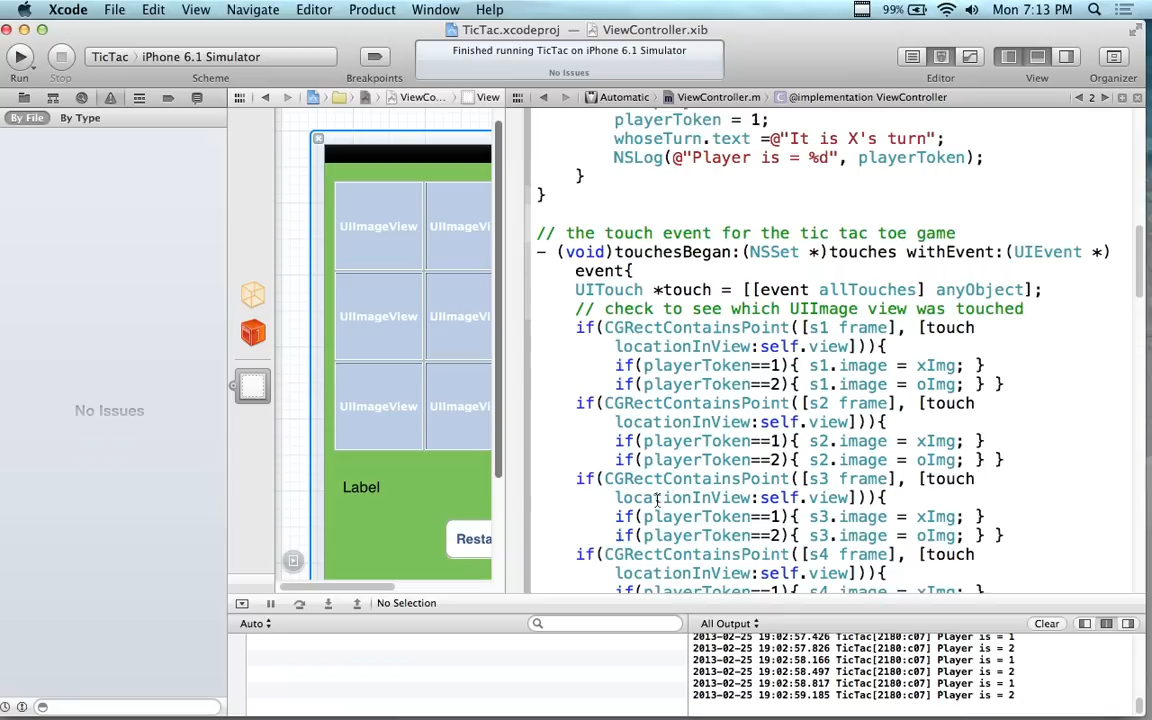 Xcode File Edit View Navigate Editor Product Window Help 99% Mon 7:13 PM
TicTac.xcodeproj — ViewController.xib
TicTac iPhone 6.1 Simulator
Finished running TicTac on iPhone 6.1 Simulator
No Issues
Run Stop Scheme Breakpoints Editor View Organizer
ViewCo... View Automatic ViewController.m @implementation ViewController 2
By File By Type
No Issues
UIImageView UIImageVi
UIImageView UIImageVi
UIImageView UIImageVi
Label
Resta
playerToken = 1;
whoseTurn.text =@"It is X's turn";
NSLog(@"Player is = %d", playerToken);
}
}
// the touch event for the tic tac toe game
- (void)touchesBegan:(NSSet *)touches withEvent:(UIEvent *)
event{
UITouch *touch = [[event allTouches] anyObject];
// check to see which UIImage view was touched
if(CGRectContainsPoint([s1 frame], [touch
locationInView:self.view])){
if(playerToken==1){ s1.image = xImg; }
if(playerToken==2){ s1.image = oImg; } }
if(CGRectContainsPoint([s2 frame], [touch
locationInView:self.view])){
if(playerToken==1){ s2.image = xImg; }
if(playerToken==2){ s2.image = oImg; } }
if(CGRectContainsPoint([s3 frame], [touch
locationInView:self.view])){
if(playerToken==1){ s3.image = xImg; }
if(playerToken==2){ s3.image = oImg; } }
if(CGRectContainsPoint([s4 frame], [touch
locationInView:self.view])){
if(playerToken==1){ s4.image = xImg; }
No Selection
Auto
All Output
Clear
2013-02-25 19:02:57.426 TicTac[2180:c07] Player is = 1
2013-02-25 19:02:57.826 TicTac[2180:c07] Player is = 2
2013-02-25 19:02:58.166 TicTac[2180:c07] Player is = 1
2013-02-25 19:02:58.497 TicTac[2180:c07] Player is = 2
2013-02-25 19:02:58.817 TicTac[2180:c07] Player is = 1
2013-02-25 19:02:59.185 TicTac[2180:c07] Player is = 2